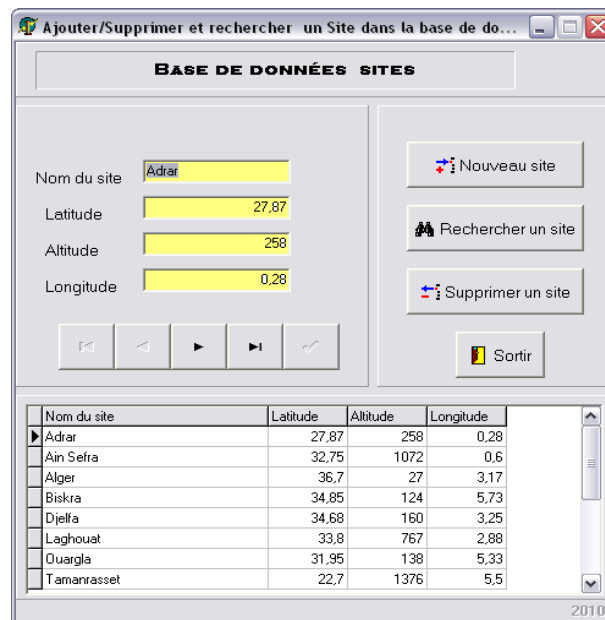 Ajouter/Supprimer et rechercher un Site dans la base de do...
BASE DE DONNÉES SITES
Nom du site Adrar
Latitude 27,87
Altitude 258
Longitude 0,28
Nouveau site
Rechercher un site
Supprimer un site
Sortir
Nom du site Latitude Altitude Longitude
Adrar 27,87 258 0,28
Ain Sefra 32,75 1072 0,6
Alger 36,7 27 3,17
Biskra 34,85 124 5,73
Djelfa 34,68 160 3,25
Laghouat 33,8 767 2,88
Ouargla 31,95 138 5,33
Tamanrasset 22,7 1376 5,5
2010